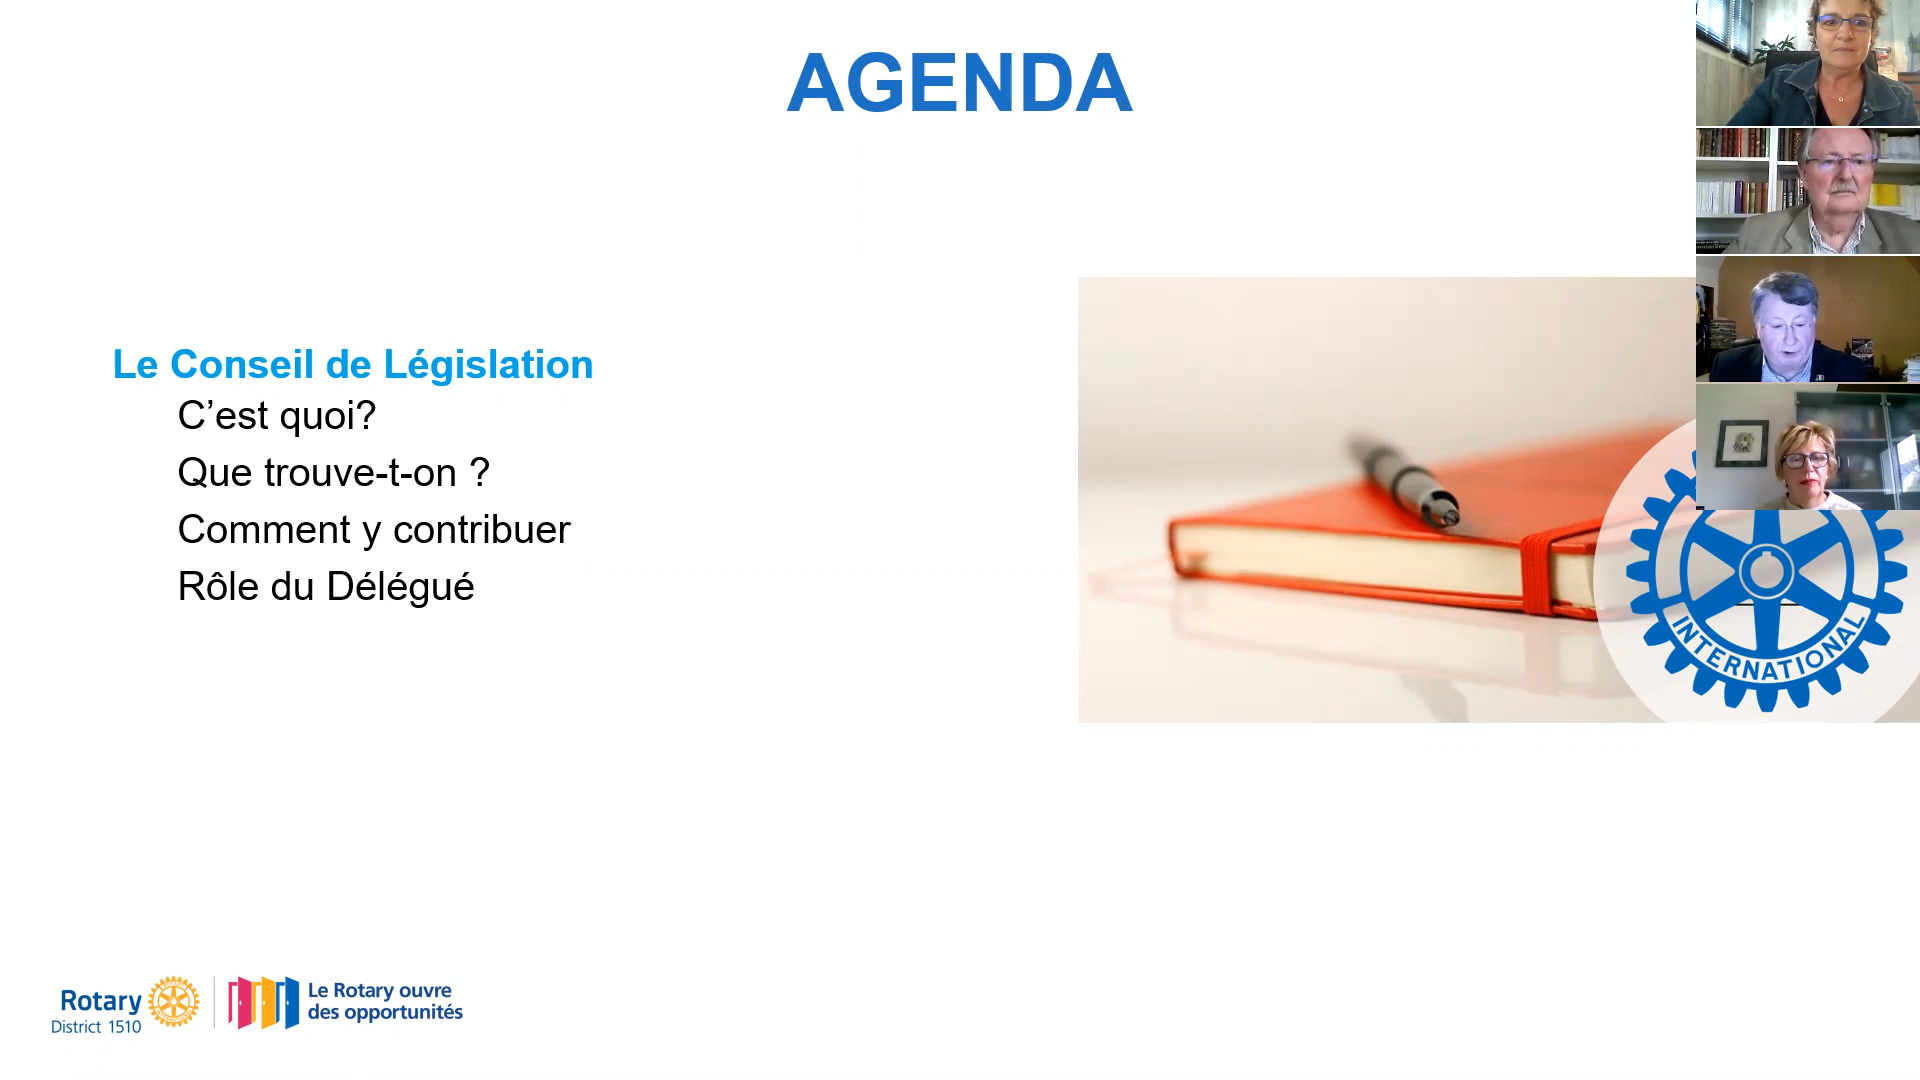 AGENDA
Le Conseil de Législation
C’est quoi?
Que trouve-t-on ?
Comment y contribuer
Rôle du Délégué
INTERNATIONAL
Rotary
District 1510
Le Rotary ouvre
des opportunités